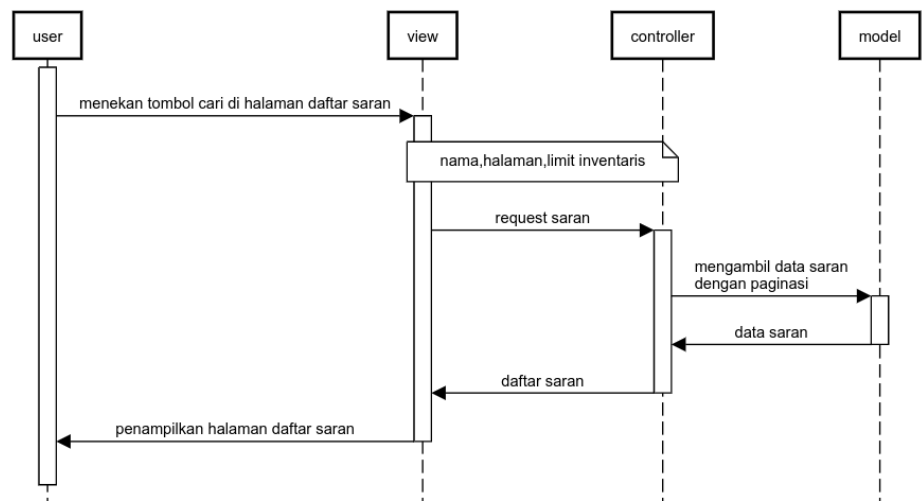 user
view
controller
model
menekan tombol cari di halaman daftar saran
nama,halaman,limit inventaris
request saran
mengambil data saran
dengan paginasi
data saran
daftar saran
penampilkan halaman daftar saran